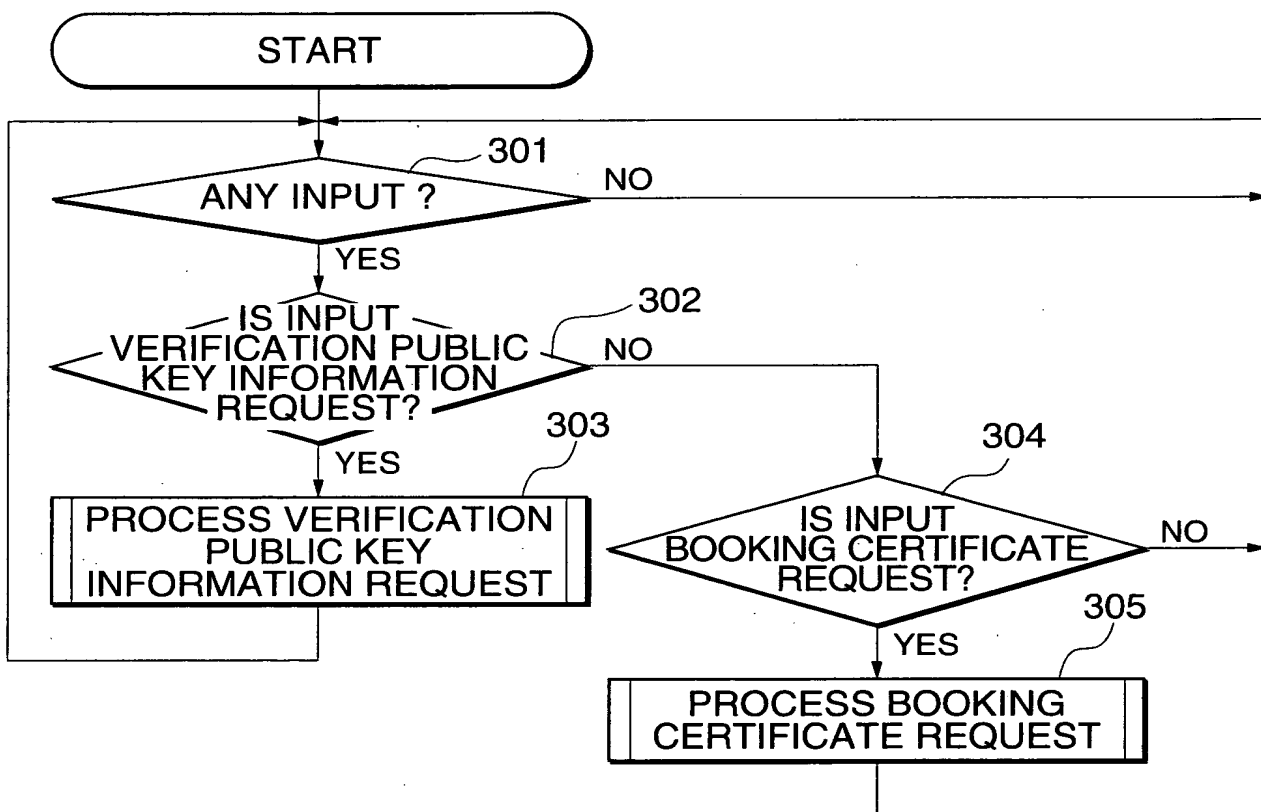 START
301
ANY INPUT ?
NO
YES
302
IS INPUT
VERIFICATION PUBLIC
KEY INFORMATION
REQUEST?
NO
YES
303
PROCESS VERIFICATION
PUBLIC KEY
INFORMATION REQUEST
304
IS INPUT
BOOKING CERTIFICATE
REQUEST?
NO
YES
305
PROCESS BOOKING
CERTIFICATE REQUEST